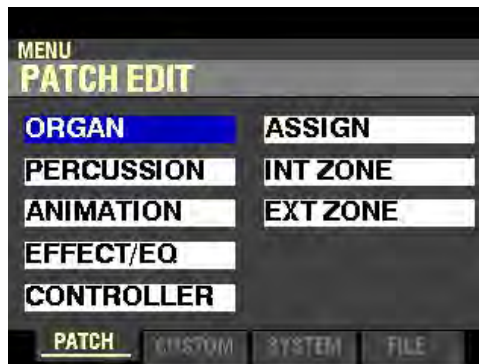 MENU
PATCH EDIT
ORGAN
ASSIGN
PERCUSSION
INT ZONE
ANIMATION
EXT ZONE
EFFECT/EQ
CONTROLLER
PATCH CUSTOM SYSTEM FILE